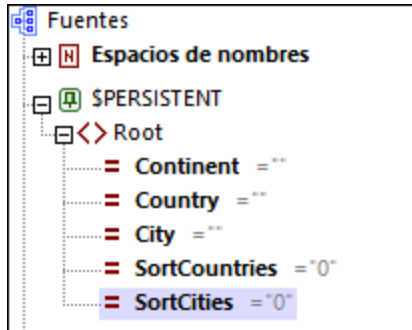 Fuentes
N Espacios de nombres
$PERSISTENT
<> Root
= Continent =""
= Country =""
= City =""
= SortCountries ="0"
= SortCities ="0"